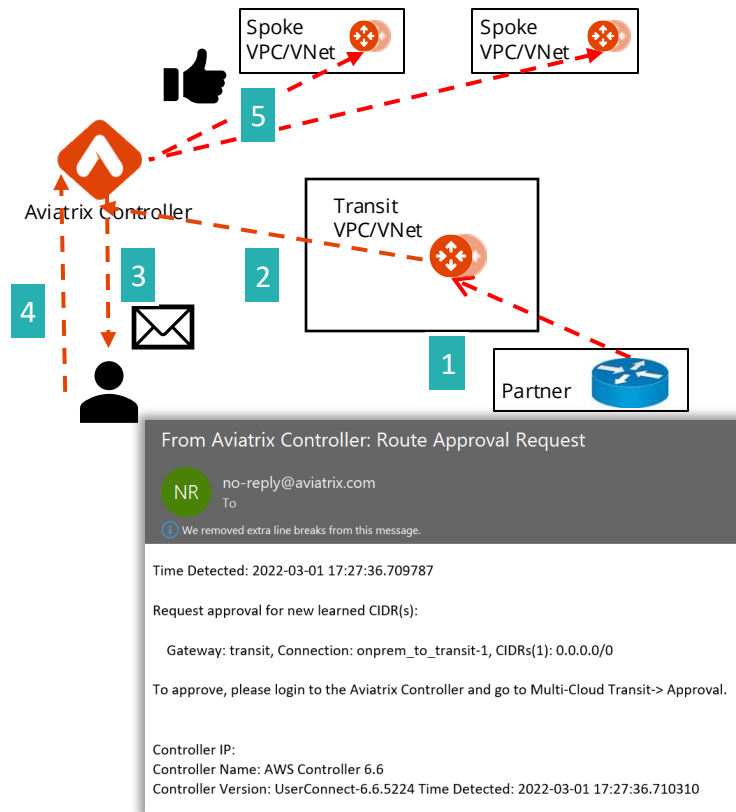 Spoke
VPC/VNet
Spoke
VPC/VNet
5
Aviatrix Controller
Transit
VPC/VNet
3
2
4
1
Partner
From Aviatrix Controller: Route Approval Request
NR
no-reply@aviatrix.com
To
i We removed extra line breaks from this message.
Time Detected: 2022-03-01 17:27:36.709787
Request approval for new learned CIDR(s):
Gateway: transit, Connection: onprem_to_transit-1, CIDRs(1): 0.0.0.0/0
To approve, please login to the Aviatrix Controller and go to Multi-Cloud Transit-> Approval.
Controller IP:
Controller Name: AWS Controller 6.6
Controller Version: UserConnect-6.6.5224 Time Detected: 2022-03-01 17:27:36.710310